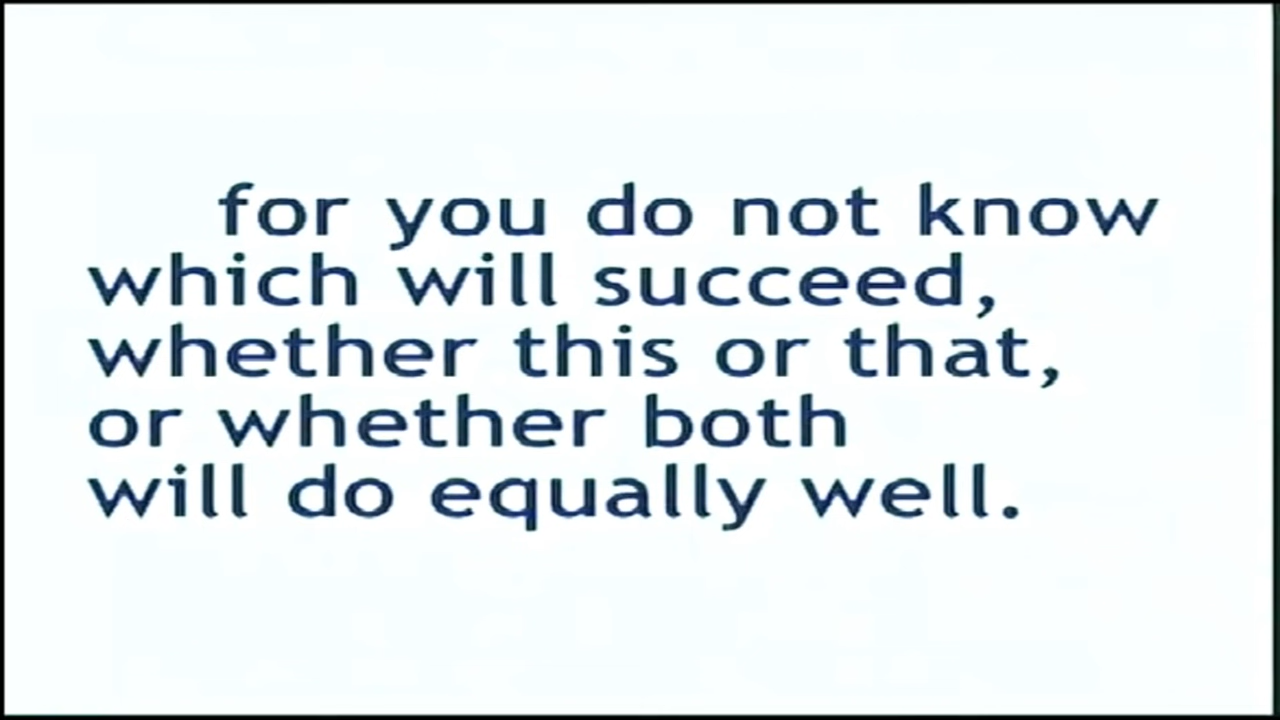 for you do not know
which will succeed,
whether this or that,
or whether both
will do equally well.